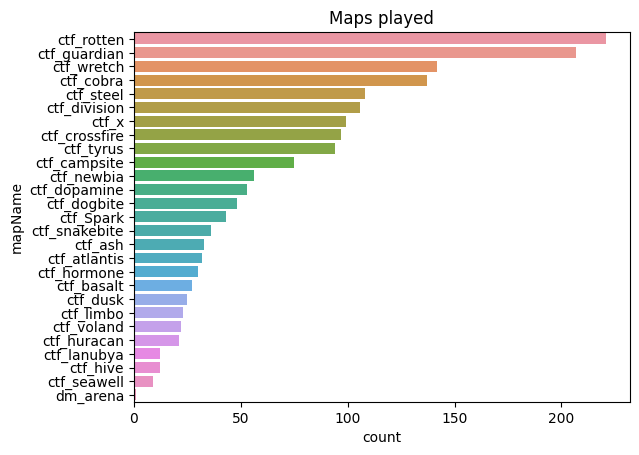 Maps played
mapName
ctf_rotten
ctf_guardian
ctf_wretch
ctf_cobra
ctf_steel
ctf_division
ctf_x
ctf_crossfire
ctf_tyrus
ctf_campsite
ctf_newbia
ctf_dopamine
ctf_dogbite
ctf_Spark
ctf_snakebite
ctf_ash
ctf_atlantis
ctf_hormone
ctf_basalt
ctf_dusk
ctf_limbo
ctf_voland
ctf_huracan
ctf_lanubya
ctf_hive
ctf_seawell
dm_arena
0 50 100 150 200
count